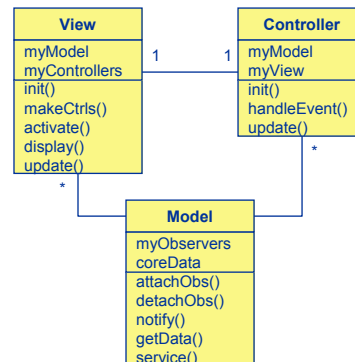 View
myModel
myControllers
init()
makeCtrls()
activate()
display()
update()
*
1
1
Controller
myModel
myView
init()
handleEvent()
update()
*
Model
myObservers
coreData
attachObs()
detachObs()
notify()
getData()
service()